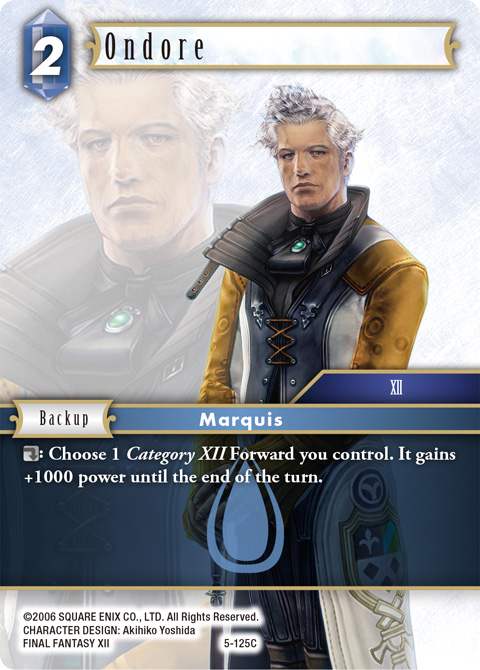 2
Ondore
XII
Backup
Marquis
: Choose 1 Category XII Forward you control. It gains
+1000 power until the end of the turn.
©2006 SQUARE ENIX CO., LTD. All Rights Reserved.
CHARACTER DESIGN: Akihiko Yoshida
FINAL FANTASY XII
5-125C